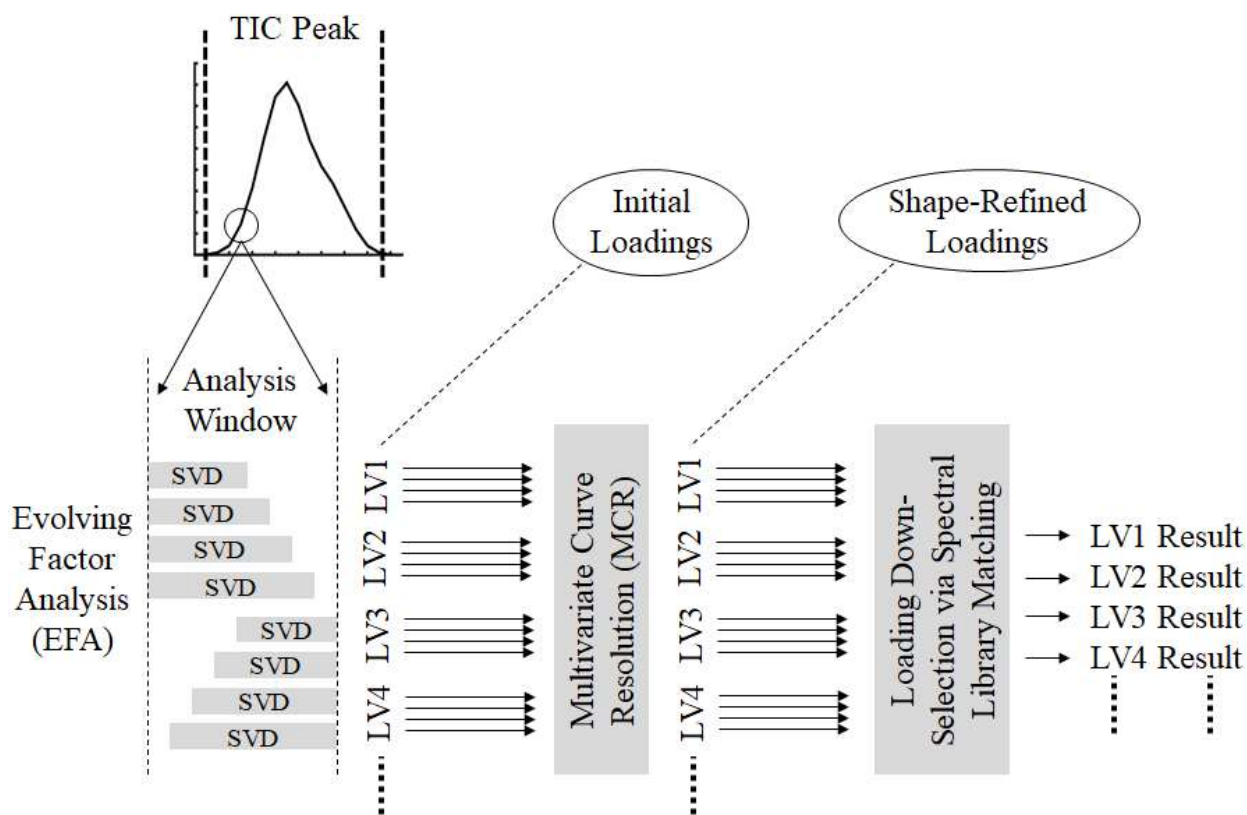 TIC Peak
Initial
Loadings
Shape-Refined
Loadings
Analysis
Window
Evolving
Factor
Analysis
(EFA)
SVD
SVD
SVD
SVD
SVD
SVD
SVD
SVD
LV1
LV2
LV3
LV4
Multivariate Curve
Resolution (MCR)
LV1
LV2
LV3
LV4
Loading Down-
Selection via Spectral
Library Matching
LV1 Result
LV2 Result
LV3 Result
LV4 Result